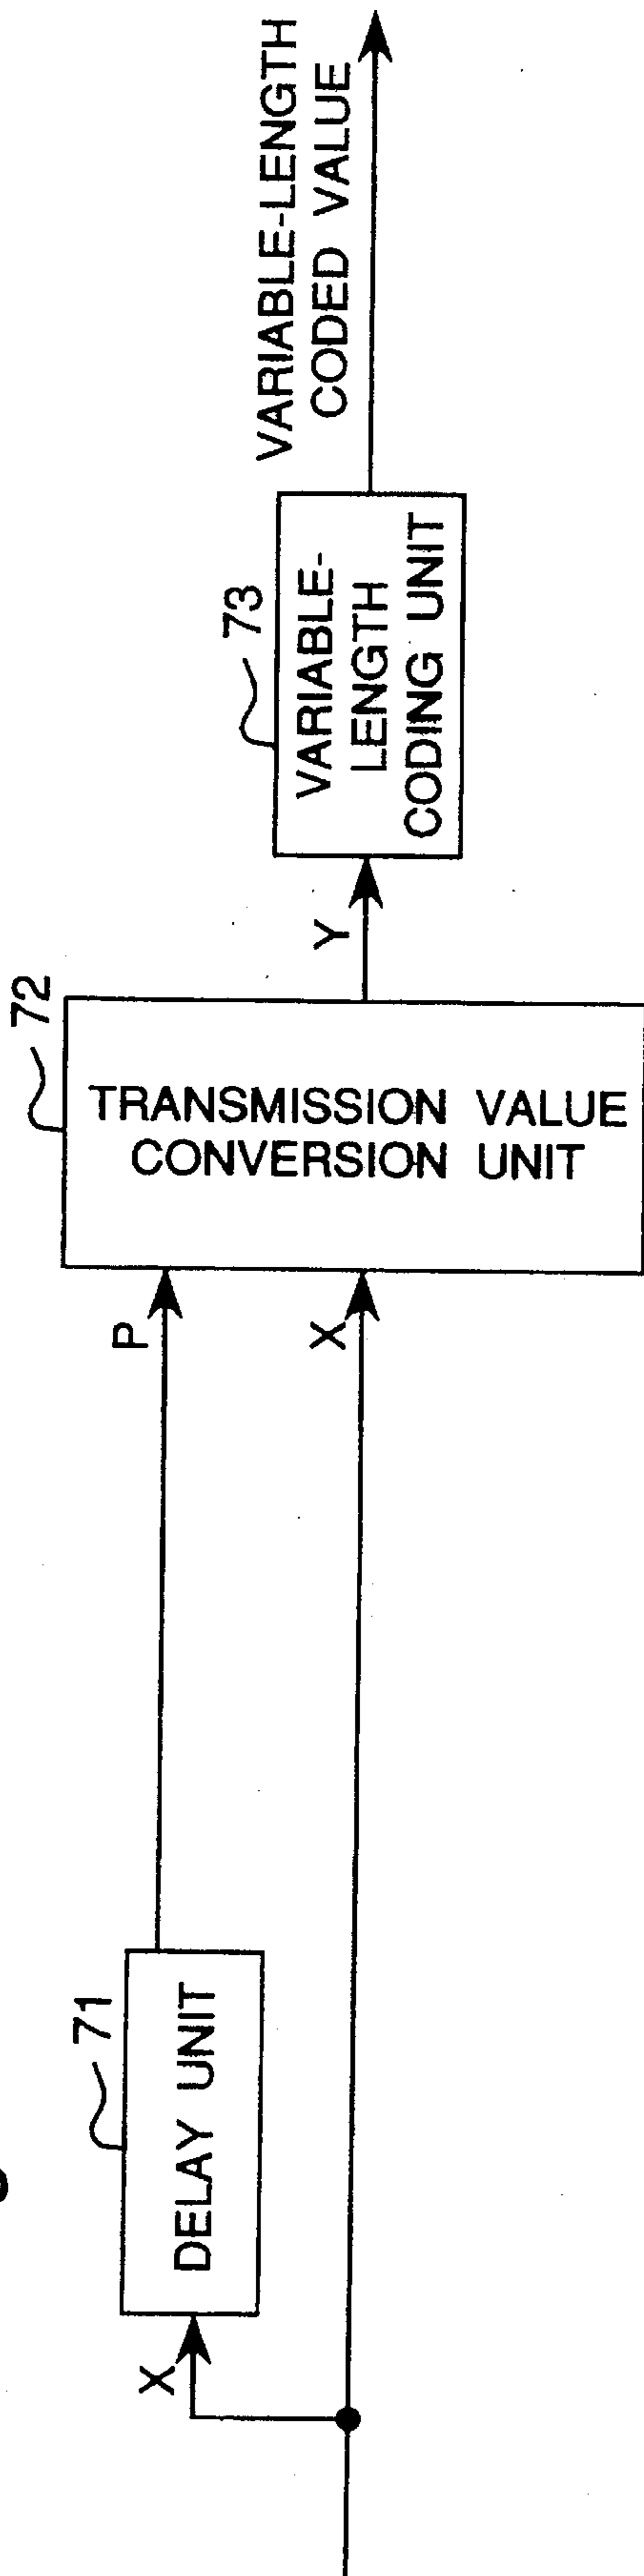 X
71
DELAY UNIT
P
X
72
TRANSMISSION VALUE
CONVERSION UNIT
Y
73
VARIABLE-
LENGTH
CODING UNIT
VARIABLE-LENGTH
CODED VALUE